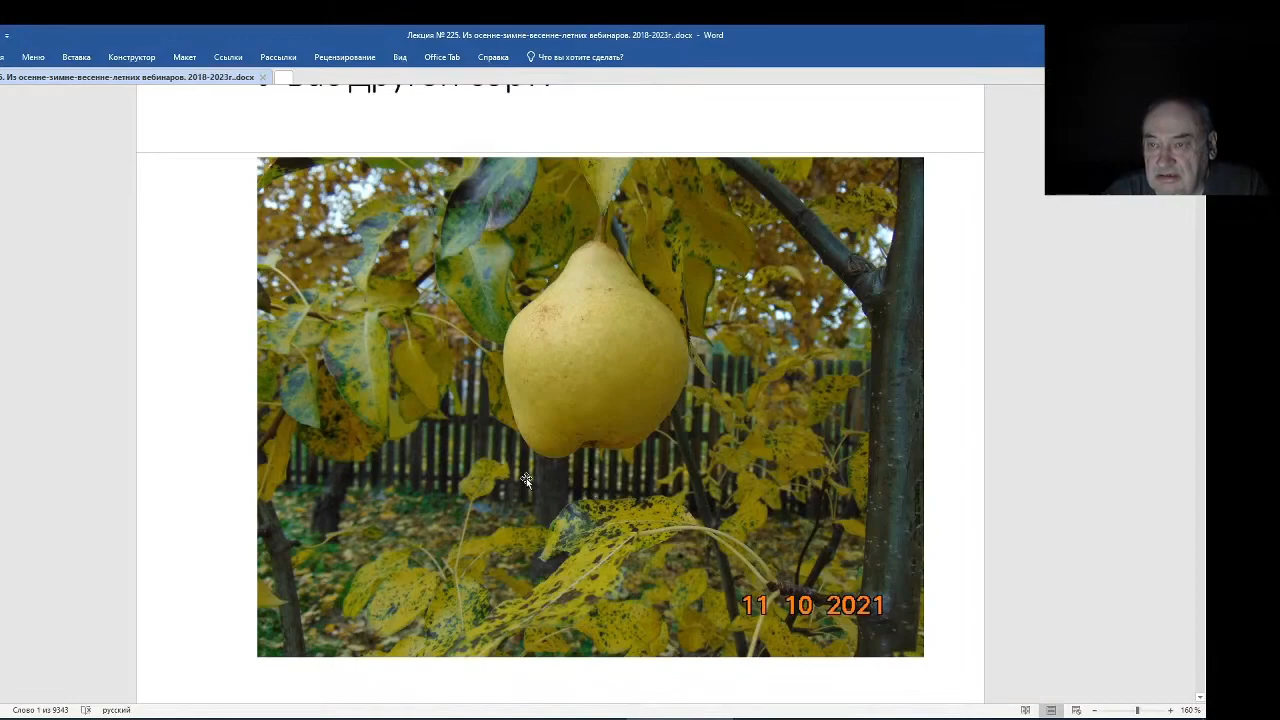 Лекция № 225. Из осенне-зимне-весенне-летних вебинаров. 2018-2023г..docx - Word
Меню Вставка Конструктор Макет Ссылки Рассылки Рецензирование Вид Office Tab Справка Что вы хотите сделать?
. Из осенне-зимне-весенне-летних вебинаров. 2018-2023г..docx
11 10 2021
Слово 1 из 9343 русский 160 %